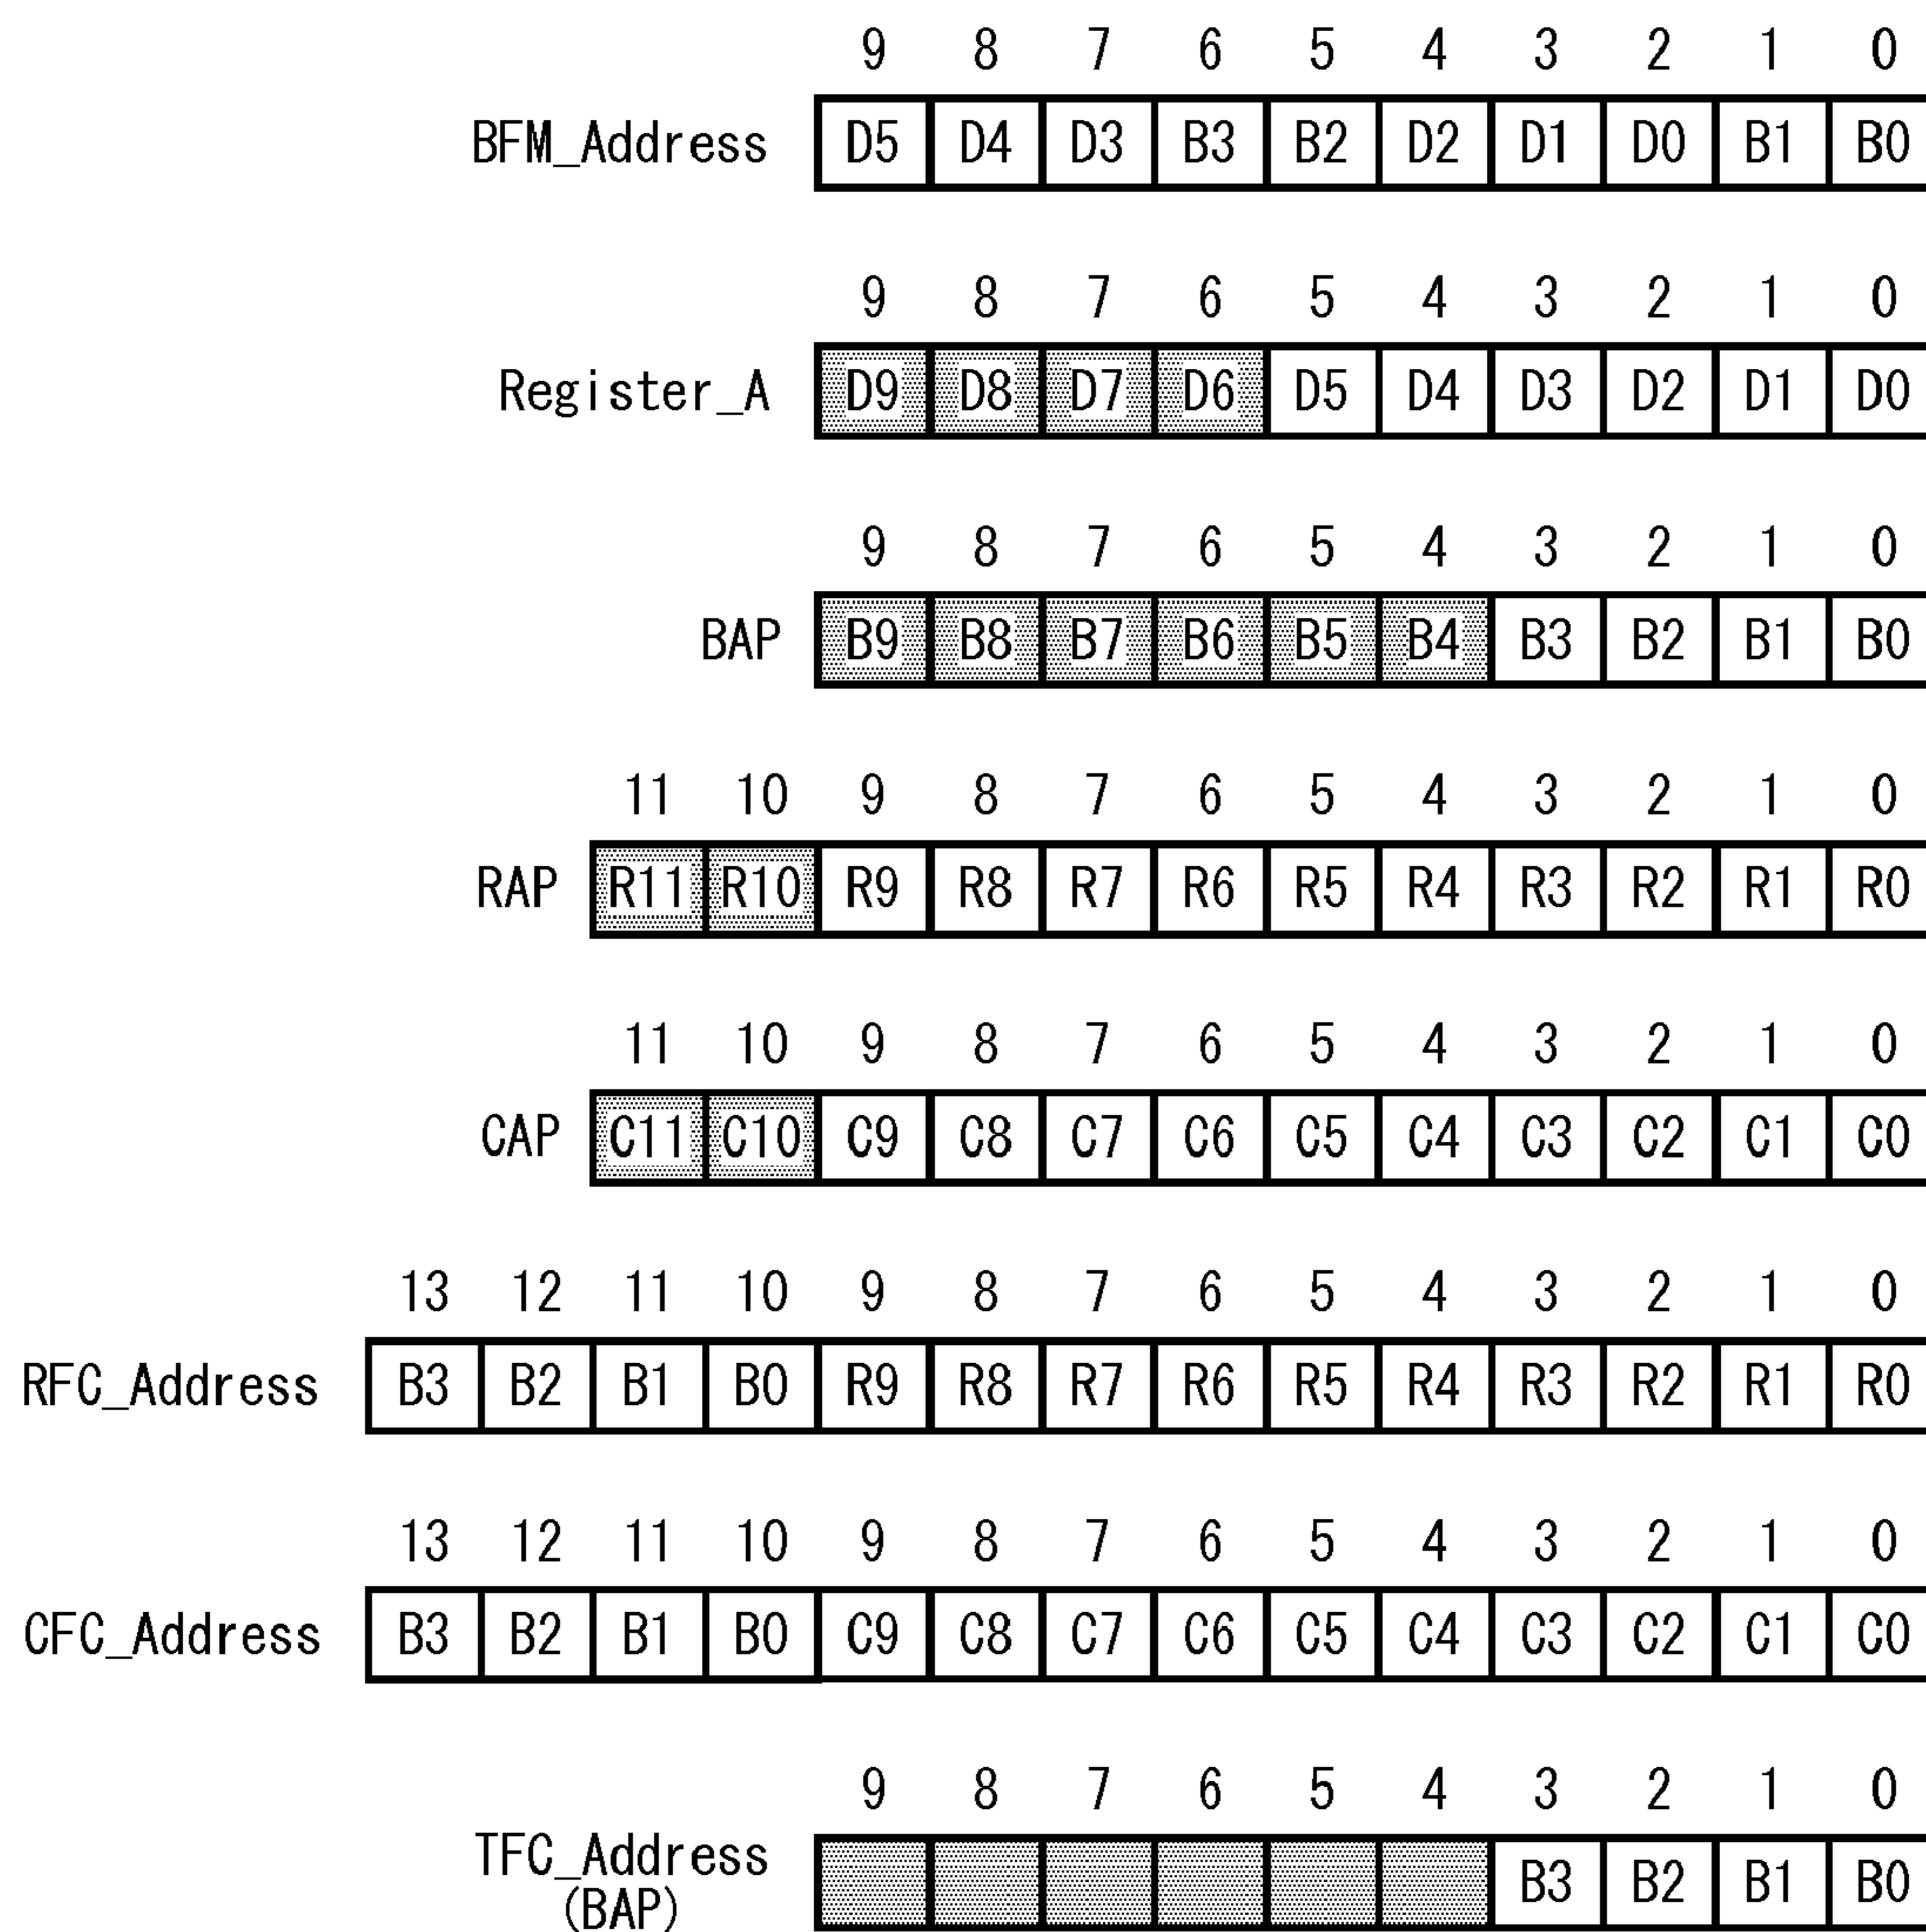 9 8 7 6 5 4 3 2 1 0
BFM_Address D5 D4 D3 B3 B2 D2 D1 D0 B1 B0
9 8 7 6 5 4 3 2 1 0
Register_A D9 D8 D7 D6 D5 D4 D3 D2 D1 D0
9 8 7 6 5 4 3 2 1 0
BAP B9 B8 B7 B6 B5 B4 B3 B2 B1 B0
11 10 9 8 7 6 5 4 3 2 1 0
RAP R11 R10 R9 R8 R7 R6 R5 R4 R3 R2 R1 R0
11 10 9 8 7 6 5 4 3 2 1 0
CAP C11 C10 C9 C8 C7 C6 C5 C4 C3 C2 C1 C0
13 12 11 10 9 8 7 6 5 4 3 2 1 0
RFC_Address B3 B2 B1 B0 R9 R8 R7 R6 R5 R4 R3 R2 R1 R0
13 12 11 10 9 8 7 6 5 4 3 2 1 0
CFC_Address B3 B2 B1 B0 C9 C8 C7 C6 C5 C4 C3 C2 C1 C0
9 8 7 6 5 4 3 2 1 0
TFC_Address B3 B2 B1 B0
(BAP)